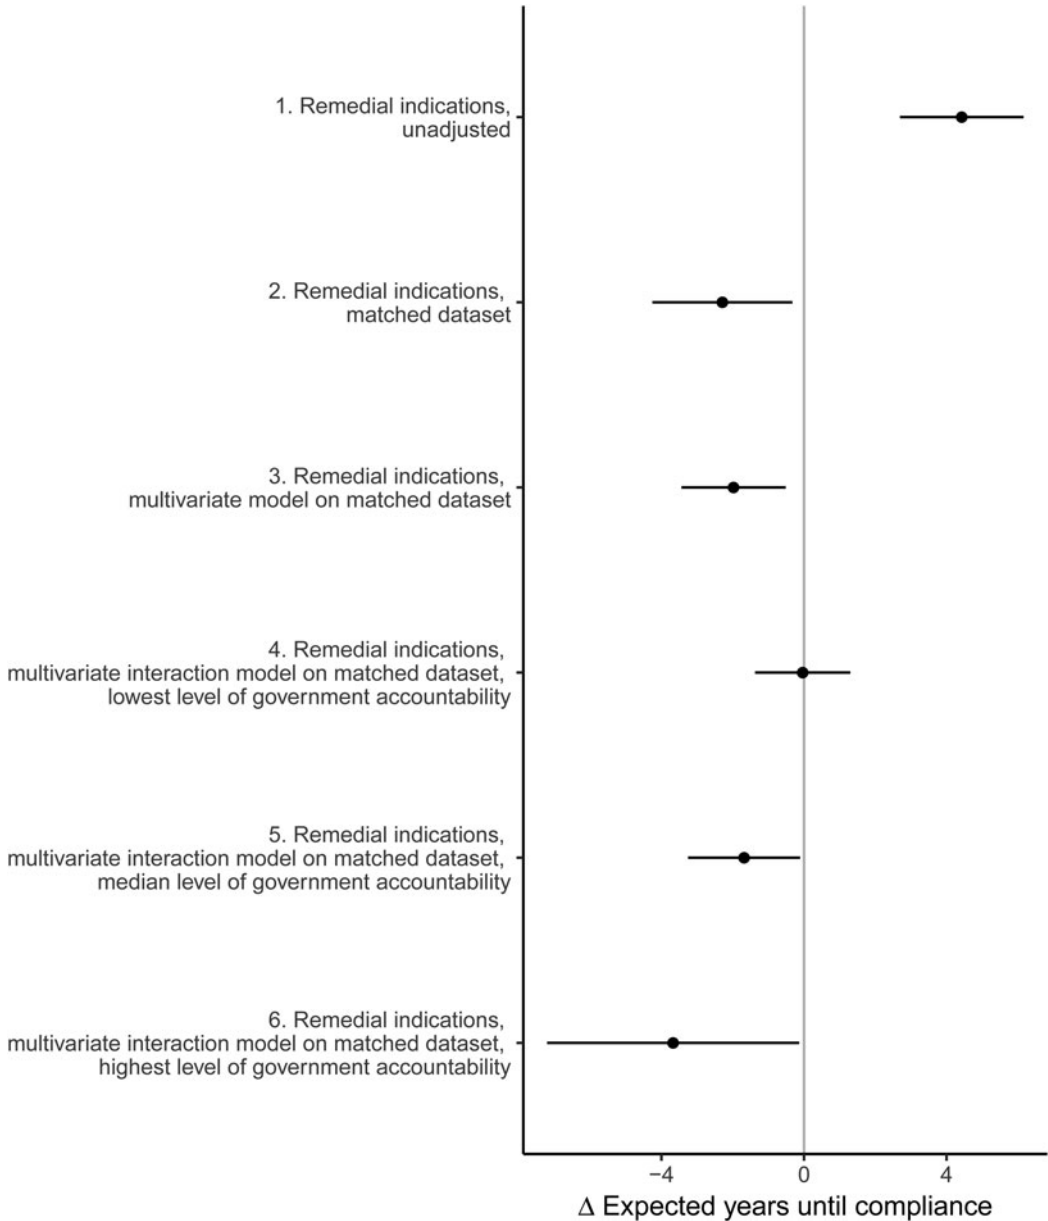 1. Remedial indications,
unadjusted
2. Remedial indications,
matched dataset
3. Remedial indications,
multivariate model on matched dataset
4. Remedial indications,
multivariate interaction model on matched dataset,
lowest level of government accountability
5. Remedial indications,
multivariate interaction model on matched dataset,
median level of government accountability
6. Remedial indications,
multivariate interaction model on matched dataset,
highest level of government accountability
−4 0 4
Δ Expected years until compliance